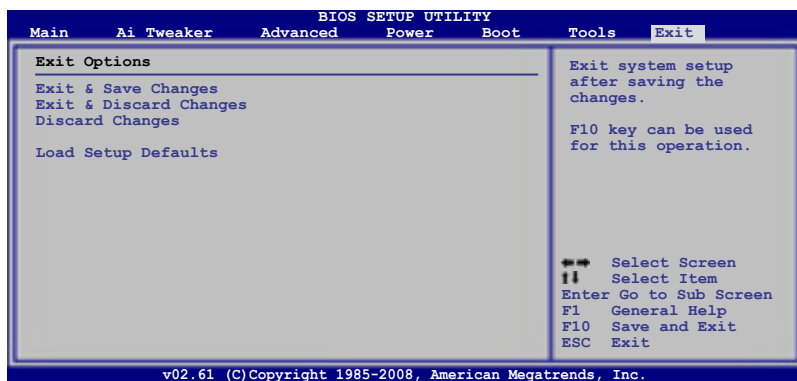 BIOS SETUP UTILITY
Main Ai Tweaker Advanced Power Boot Tools Exit
Exit Options
Exit & Save Changes
Exit & Discard Changes
Discard Changes
Load Setup Defaults
Exit system setup
after saving the
changes.
F10 key can be used
for this operation.
Select Screen
Select Item
Enter Go to Sub Screen
F1 General Help
F10 Save and Exit
ESC Exit
v02.61 (C)Copyright 1985-2008, American Megatrends, Inc.